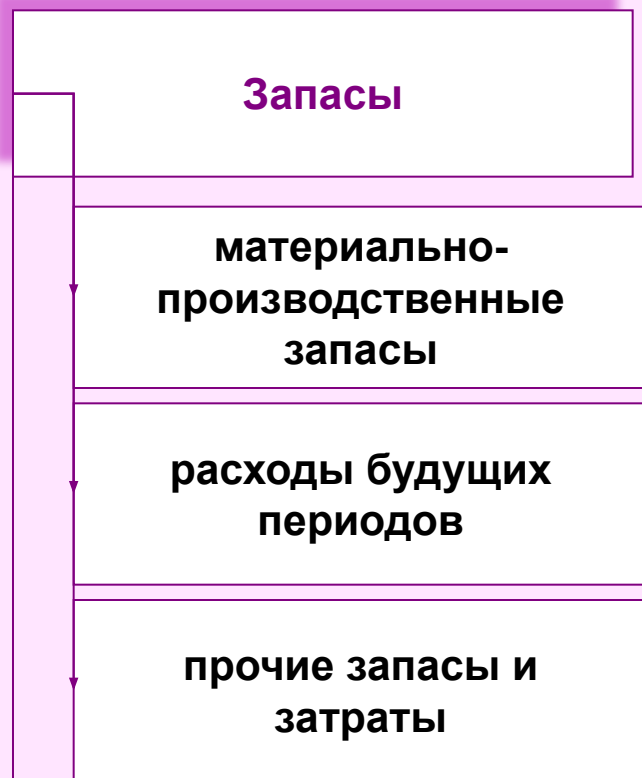 Запасы
материально-
производственные
запасы
расходы будущих
периодов
прочие запасы и
затраты